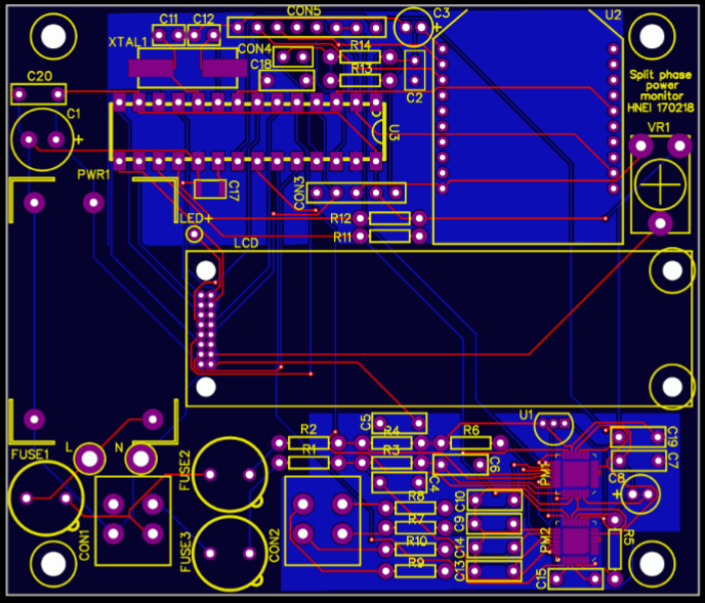 C11
C12
CON5
C3
U2
XTAL1
CON4
R14
C18
R13
C2
Split phase
power
monitor
HNEI 170218
C20
C1
+
VR1
U3
PWR1
C17
CON3
LED+
R12
R11
LCD
C5
R2
R4
R6
U1
R1
R3
C6
C19
C7
L
N
FUSE1
FUSE2
C4
PM1
C8
+
R8
C10
R7
C9
CON1
FUSE3
CON2
R10
C14
PM2
R5
R9
C13
C15